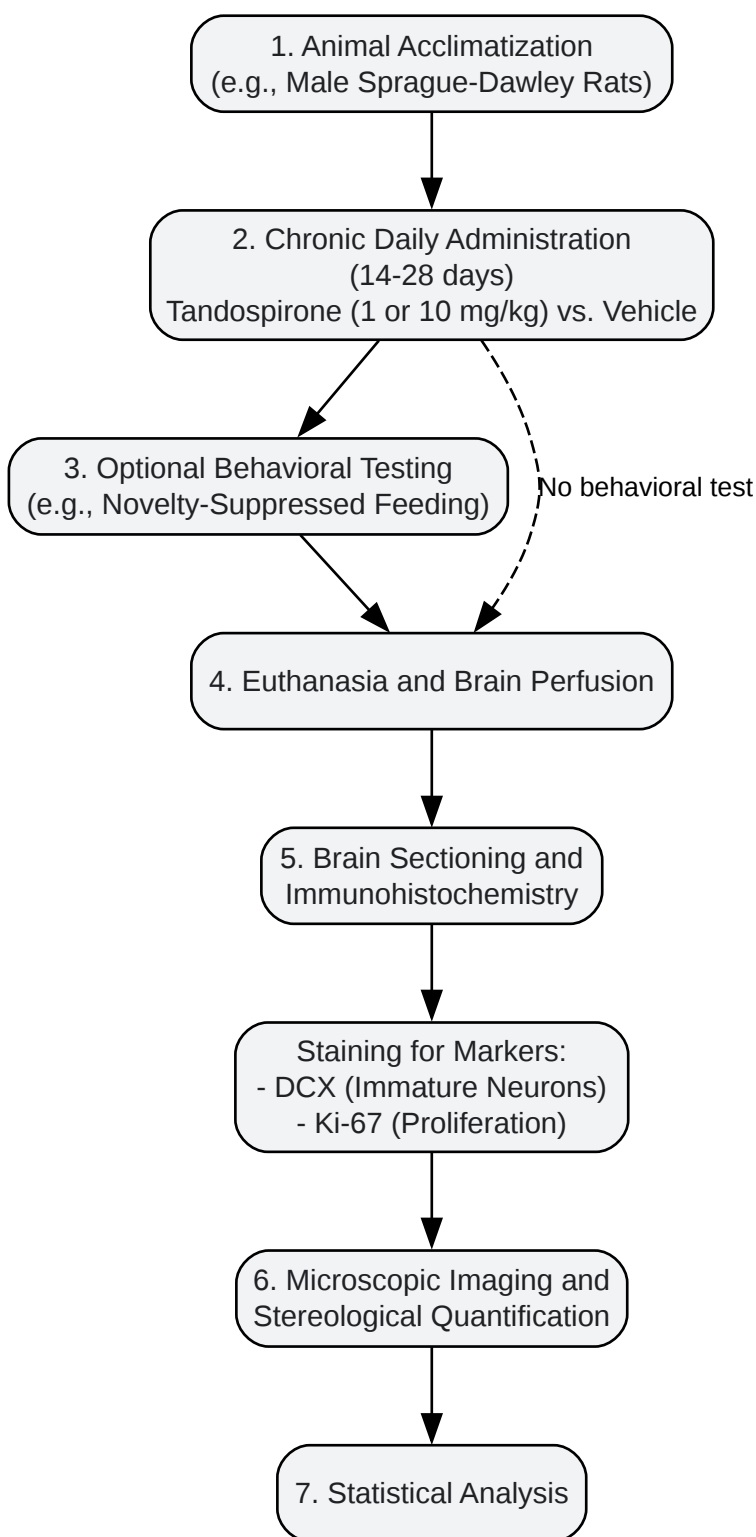 1. Animal Acclimatization
(e.g., Male Sprague-Dawley Rats)
2. Chronic Daily Administration
(14-28 days)
Tandospirone (1 or 10 mg/kg) vs. Vehicle
3. Optional Behavioral Testing
(e.g., Novelty-Suppressed Feeding)
No behavioral test
4. Euthanasia and Brain Perfusion
5. Brain Sectioning and
Immunohistochemistry
Staining for Markers:
- DCX (Immature Neurons)
- Ki-67 (Proliferation)
6. Microscopic Imaging and
Stereological Quantification
7. Statistical Analysis